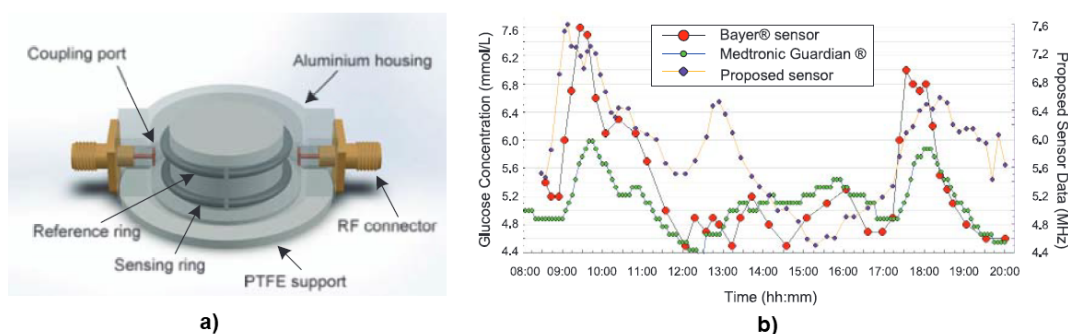 a)
Coupling port
Aluminium housing
Reference ring
Sensing ring
PTFE support
RF connector
b)
Glucose Concentration (mmol/L)
7.6
7.2
6.8
6.4
6.0
5.6
5.2
4.8
4.4
Bayer® sensor
Medtronic Guardian ®
Proposed sensor
7.6
7.2
6.8
6.4
6.0
5.6
5.2
4.8
4.4
Proposed Sensor Data (MHz)
08:00 09:00 10:00 11:00 12:00 13:00 14:00 15:00 16:00 17:00 18:00 19:00 20:00
Time (hh:mm)
a)
b)